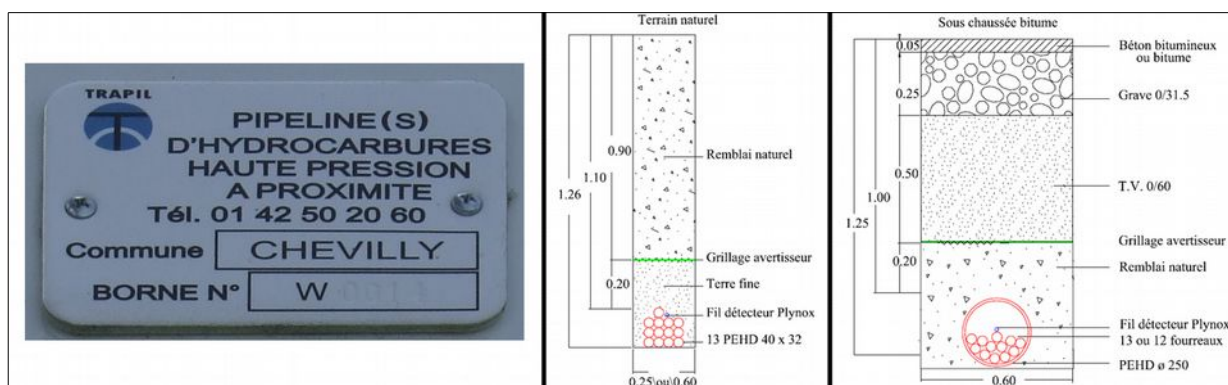 TRAPIL
PIPELINE(S)
D'HYDROCARBURES
HAUTE PRESSION
A PROXIMITE
Tél. 01 42 50 20 60
Commune CHEVILLY
BORNE N° W
Terrain naturel
0.90
1.10
1.26
0.20
Remblai naturel
Grillage avertisseur
Terre fine
Fil détecteur Plynox
13 PEHD 40 x 32
0.25\ou\0.60
Sous chaussée bitume
0.05
0.25
0.50
1.00
1.25
0.20
Béton bitumineux
ou bitume
Grave 0/31.5
T.V. 0/60
Grillage avertisseur
Remblai naturel
Fil détecteur Plynox
13 ou 12 fourreaux
PEHD ø 250
0.60